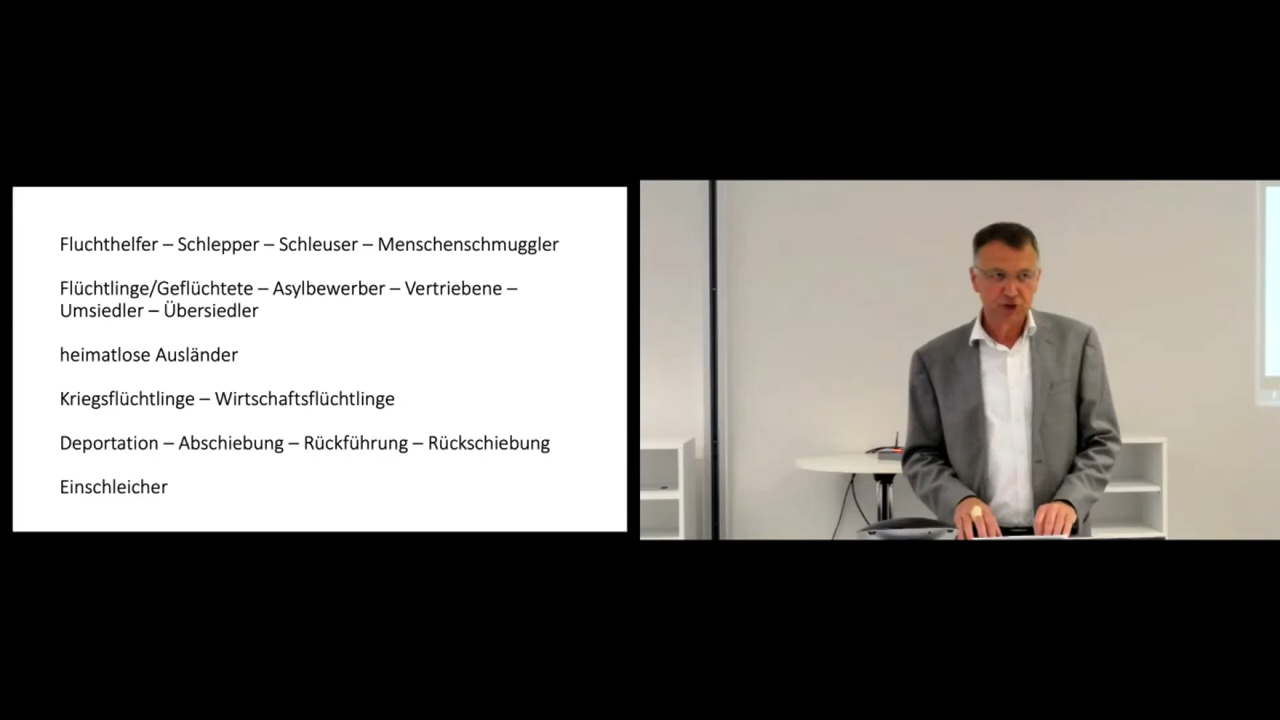 Fluchthelfer – Schlepper – Schleuser – Menschenschmuggler
Flüchtlinge/Geflüchtete – Asylbewerber – Vertriebene –
Umsiedler – Übersiedler
heimatlose Ausländer
Kriegsflüchtlinge – Wirtschaftsflüchtlinge
Deportation – Abschiebung – Rückführung – Rückschiebung
Einschleicher